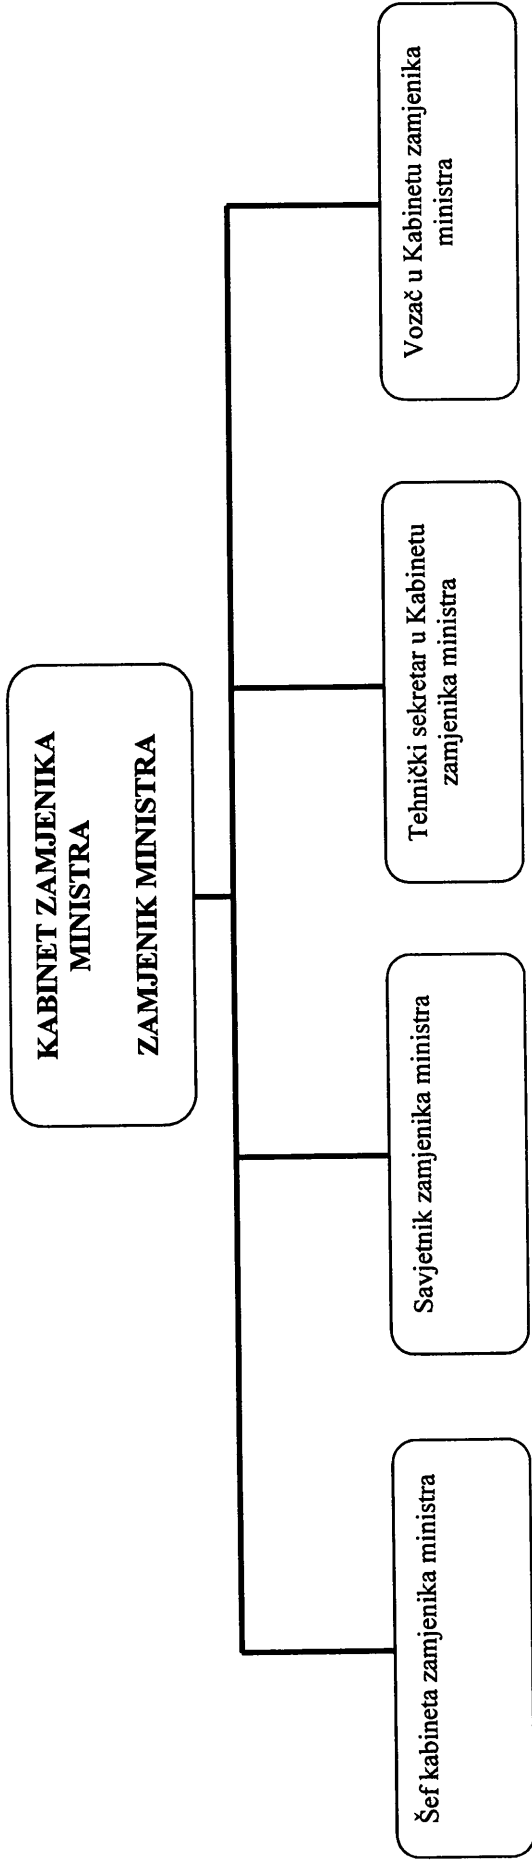 KABINET ZAMJENIKA
MINISTRA
ZAMJENIK MINISTRA
Šef kabineta zamjenika ministra
Savjetnik zamjenika ministra
Tehnički sekretar u Kabinetu
zamjenika ministra
Vozač u Kabinetu zamjenika
ministra